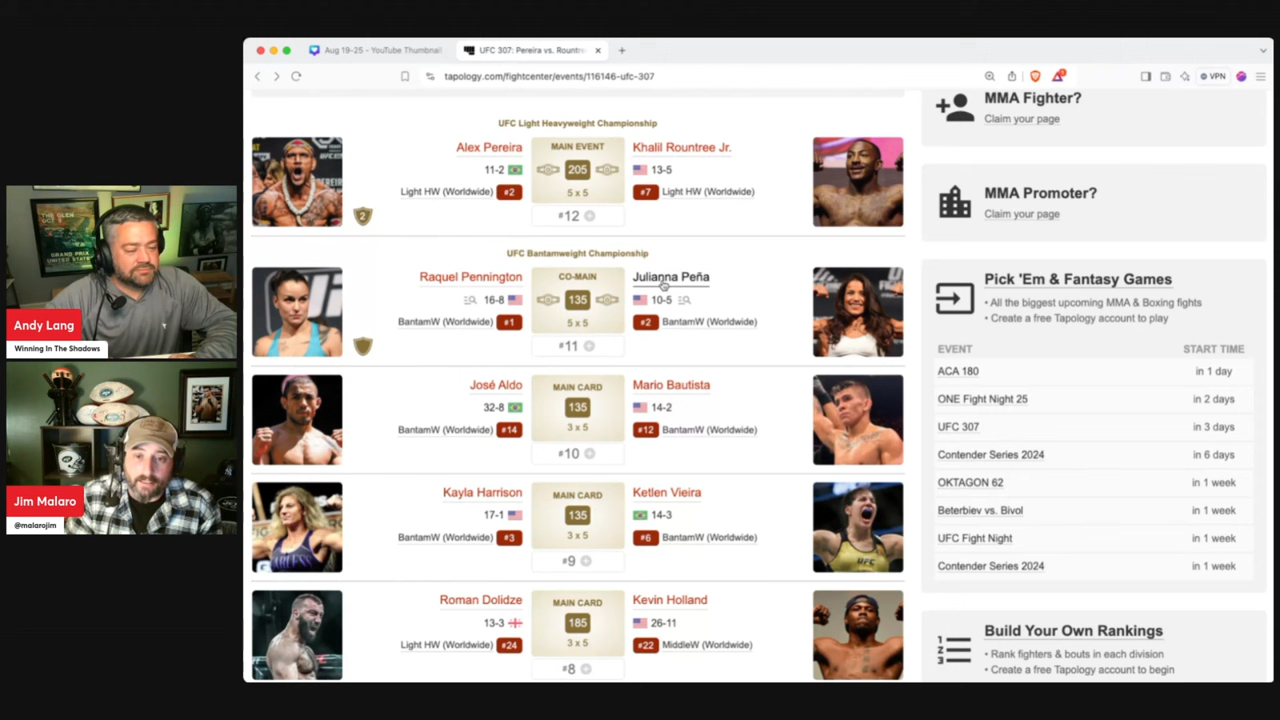 Aug 19-25 - YouTube Thumbnail
UFC 307: Pereira vs. Rountre
tapology.com/fightcenter/events/116146-ufc-307
VPN
UFC Light Heavyweight Championship
Alex Pereira
MAIN EVENT
Khalil Rountree Jr.
11-2
205
13-5
Light HW (Worldwide) #2
5 x 5
#7 Light HW (Worldwide)
2
#12
UFC Bantamweight Championship
Raquel Pennington
CO-MAIN
Julianna Peña
16-8
135
10-5
BantamW (Worldwide) #1
5 x 5
#2 BantamW (Worldwide)
#11
José Aldo
MAIN CARD
Mario Bautista
32-8
135
14-2
BantamW (Worldwide) #14
3 x 5
#12 BantamW (Worldwide)
#10
Kayla Harrison
MAIN CARD
Ketlen Vieira
17-1
135
14-3
BantamW (Worldwide) #3
3 x 5
#6 BantamW (Worldwide)
#9
UFC
Roman Dolidze
MAIN CARD
Kevin Holland
13-3
185
26-11
Light HW (Worldwide) #24
3 x 5
#22 MiddleW (Worldwide)
#8
MMA Fighter?
Claim your page
MMA Promoter?
Claim your page
Pick 'Em & Fantasy Games
• All the biggest upcoming MMA & Boxing fights
• Create a free Tapology account to play
EVENT START TIME
ACA 180 in 1 day
ONE Fight Night 25 in 2 days
UFC 307 in 3 days
Contender Series 2024 in 6 days
OKTAGON 62 in 1 week
Beterbiev vs. Bivol in 1 week
UFC Fight Night in 1 week
Contender Series 2024 in 1 week
Build Your Own Rankings
• Rank fighters & bouts in each division
• Create a free Tapology account to begin
THE GLEN
GRAND PRIX
UNITED STATES
Andy Lang
Winning In The Shadows
Jim Malaro
@malarojim